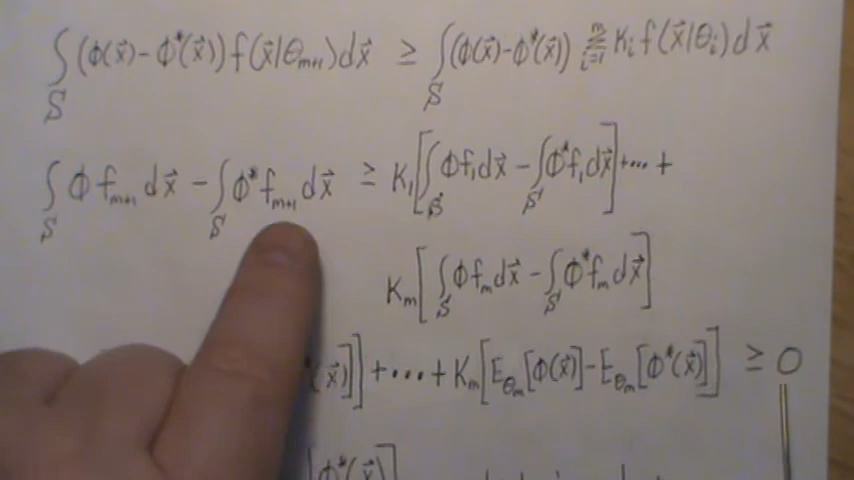 ∫_S (ϕ(x⃗) - ϕ*(x⃗)) f(x⃗|θ_{m+1}) dx⃗ ≥ ∫_S (ϕ(x⃗) - ϕ*(x⃗)) ∑_{i=1}^{m} K_i f(x⃗|θ_i) dx⃗
∫_S ϕ f_{m+1} dx⃗ - ∫_S ϕ* f_{m+1} dx⃗ ≥ K_1 [∫_S ϕ f_1 dx⃗ - ∫_S ϕ* f_1 dx⃗] + ... +
K_m [∫_S ϕ f_m dx⃗ - ∫_S ϕ* f_m dx⃗]
(x⃗)]] + ... + K_m [E_{θ_m}[ϕ(x⃗)] - E_{θ_m}[ϕ*(x⃗)]] ≥ 0
[ϕ*(x⃗)]